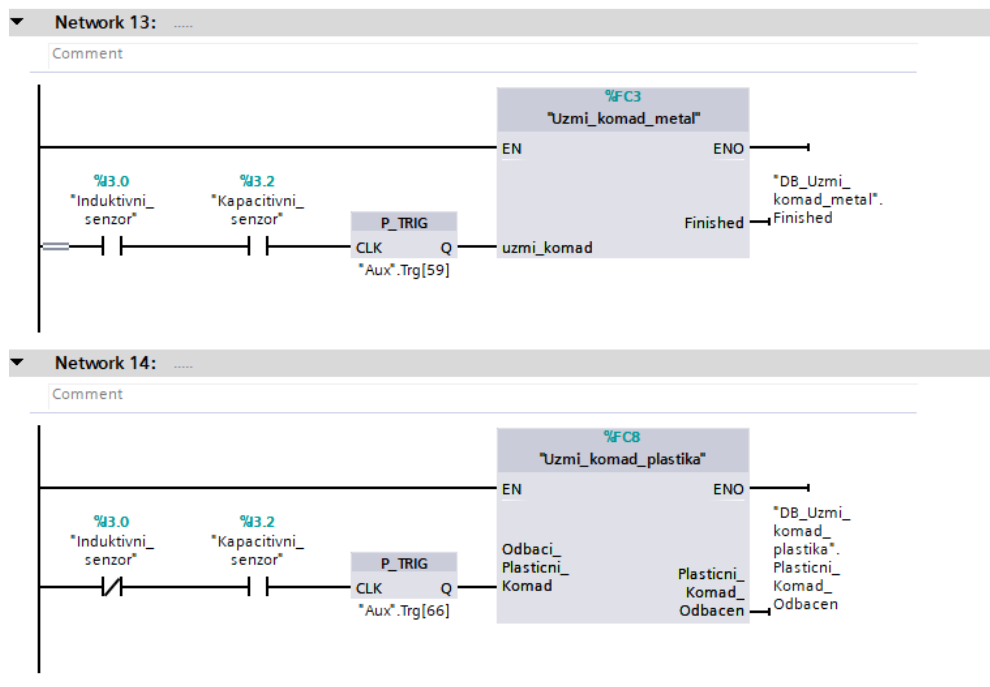 Network 13: .....
Comment
%FC3
"Uzmi_komad_metal"
EN
ENO
%I3.0
"Induktivni_
senzor"
%I3.2
"Kapacitivni_
senzor"
P_TRIG
CLK
Q
"Aux".Trg[59]
uzmi_komad
Finished
"DB_Uzmi_
komad_metal".
Finished
Network 14: .....
Comment
%FC8
"Uzmi_komad_plastika"
EN
ENO
%I3.0
"Induktivni_
senzor"
%I3.2
"Kapacitivni_
senzor"
P_TRIG
CLK
Q
"Aux".Trg[66]
Odbaci_
Plasticni_
Komad
Plasticni_
Komad_
Odbacen
"DB_Uzmi_
komad_
plastika".
Plasticni_
Komad_
Odbacen